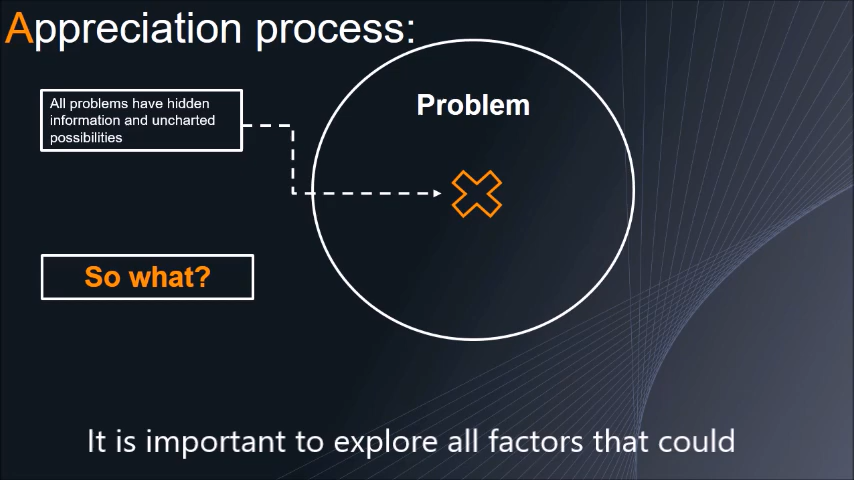 Appreciation process:
Problem
All problems have hidden
information and uncharted
possibilities
So what?
It is important to explore all factors that could